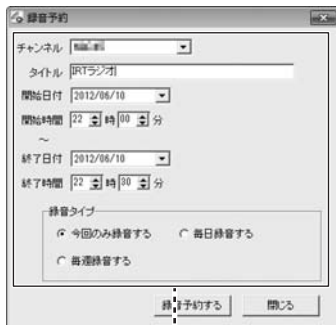 録音予約
チャンネル
タイトル IRTラジオ
開始日付 2012/06/10
開始時間 22 時 00 分
～
終了日付 2012/06/10
終了時間 22 時 30 分
録音タイプ
今回のみ録音する 毎日録音する
毎週録音する
録音予約する 閉じる